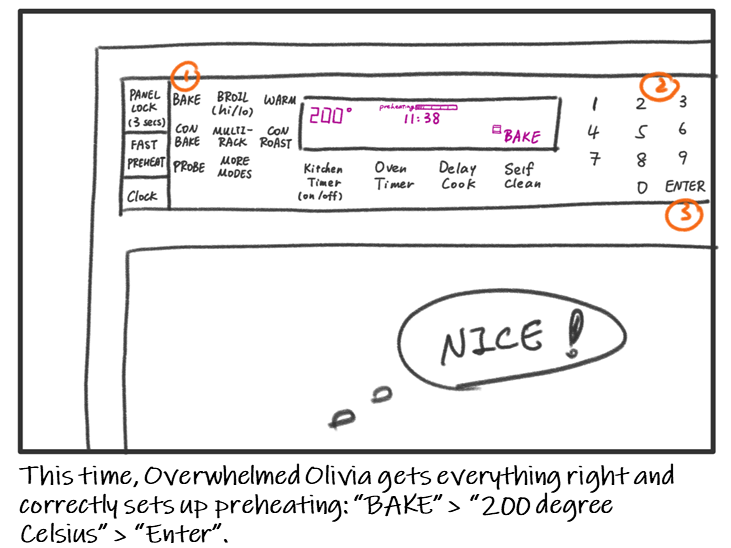 1
2
PANEL LOCK (3 secs)
BAKE
BROIL (hi/lo)
WARM
FAST PREHEAT
CON BAKE
MULTI-RACK
CON ROAST
Clock
PROBE
MORE MODES
200°
preheating
11:38
BAKE
Kitchen Timer (on/off)
Oven Timer
Delay Cook
Self Clean
1 2 3
4 5 6
7 8 9
0 ENTER
3
NICE!
This time, Overwhelmed Olivia gets everything right and
correctly sets up preheating: “BAKE” > “200 degree
Celsius” > “Enter”.